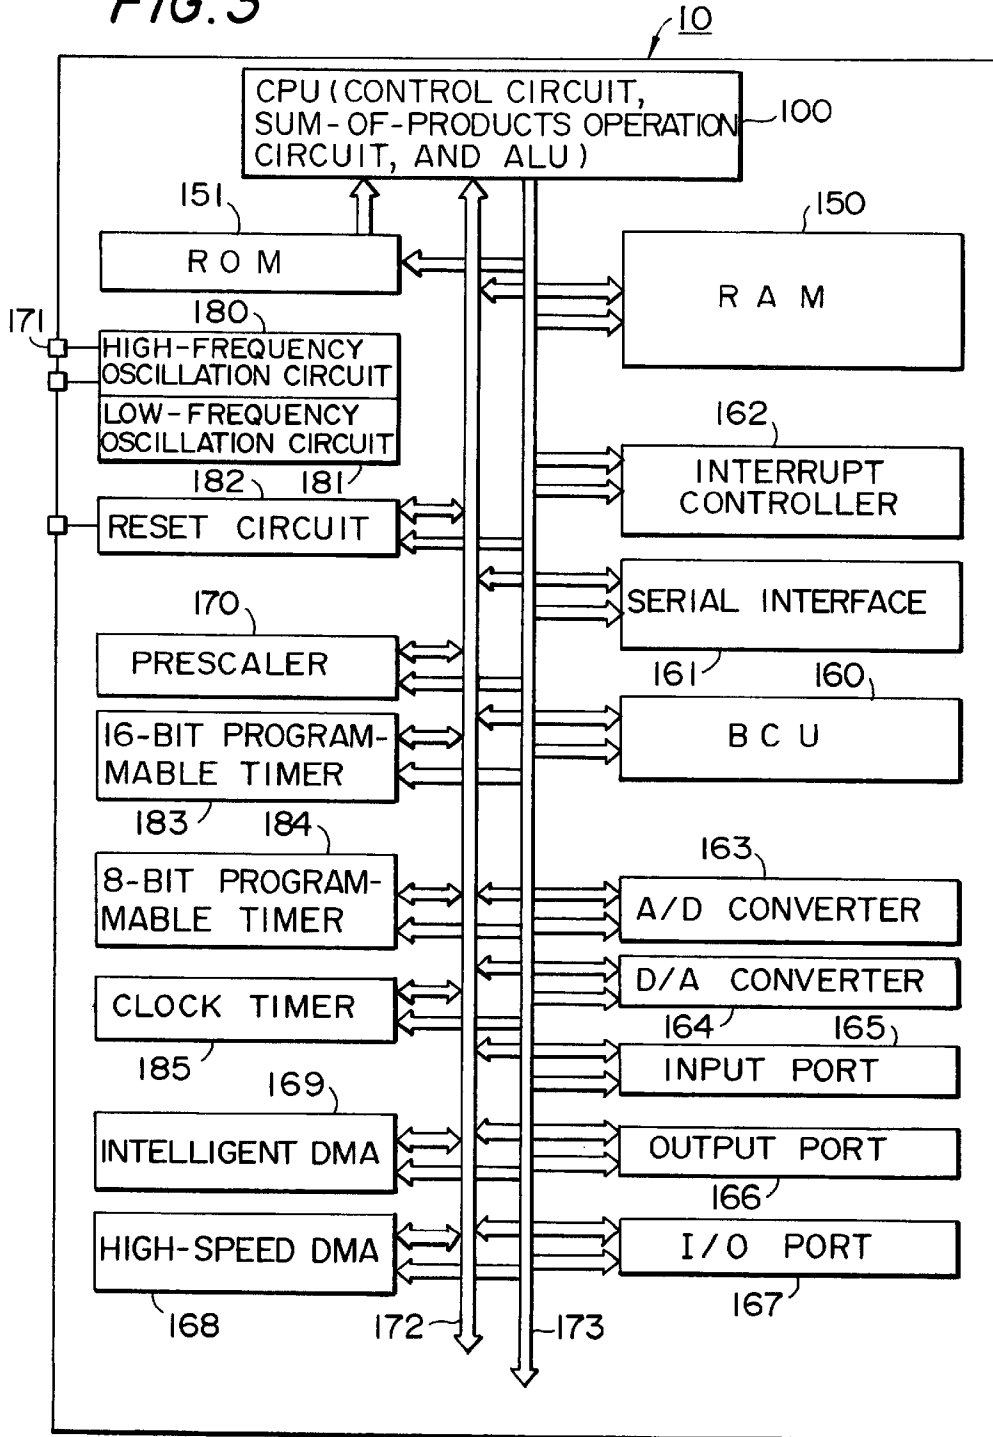 FIG. 3
10
CPU (CONTROL CIRCUIT,
SUM-OF-PRODUCTS OPERATION
CIRCUIT, AND ALU)
100
151
ROM
150
RAM
171
180
HIGH-FREQUENCY
OSCILLATION CIRCUIT
LOW-FREQUENCY
OSCILLATION CIRCUIT
181
162
INTERRUPT
CONTROLLER
182
RESET CIRCUIT
SERIAL INTERFACE
161
170
PRESCALER
160
BCU
16-BIT PROGRAM-
MABLE TIMER
183
184
8-BIT PROGRAM-
MABLE TIMER
163
A/D CONVERTER
D/A CONVERTER
164
CLOCK TIMER
185
165
INPUT PORT
169
INTELLIGENT DMA
OUTPUT PORT
166
HIGH-SPEED DMA
168
I/O PORT
167
172
173